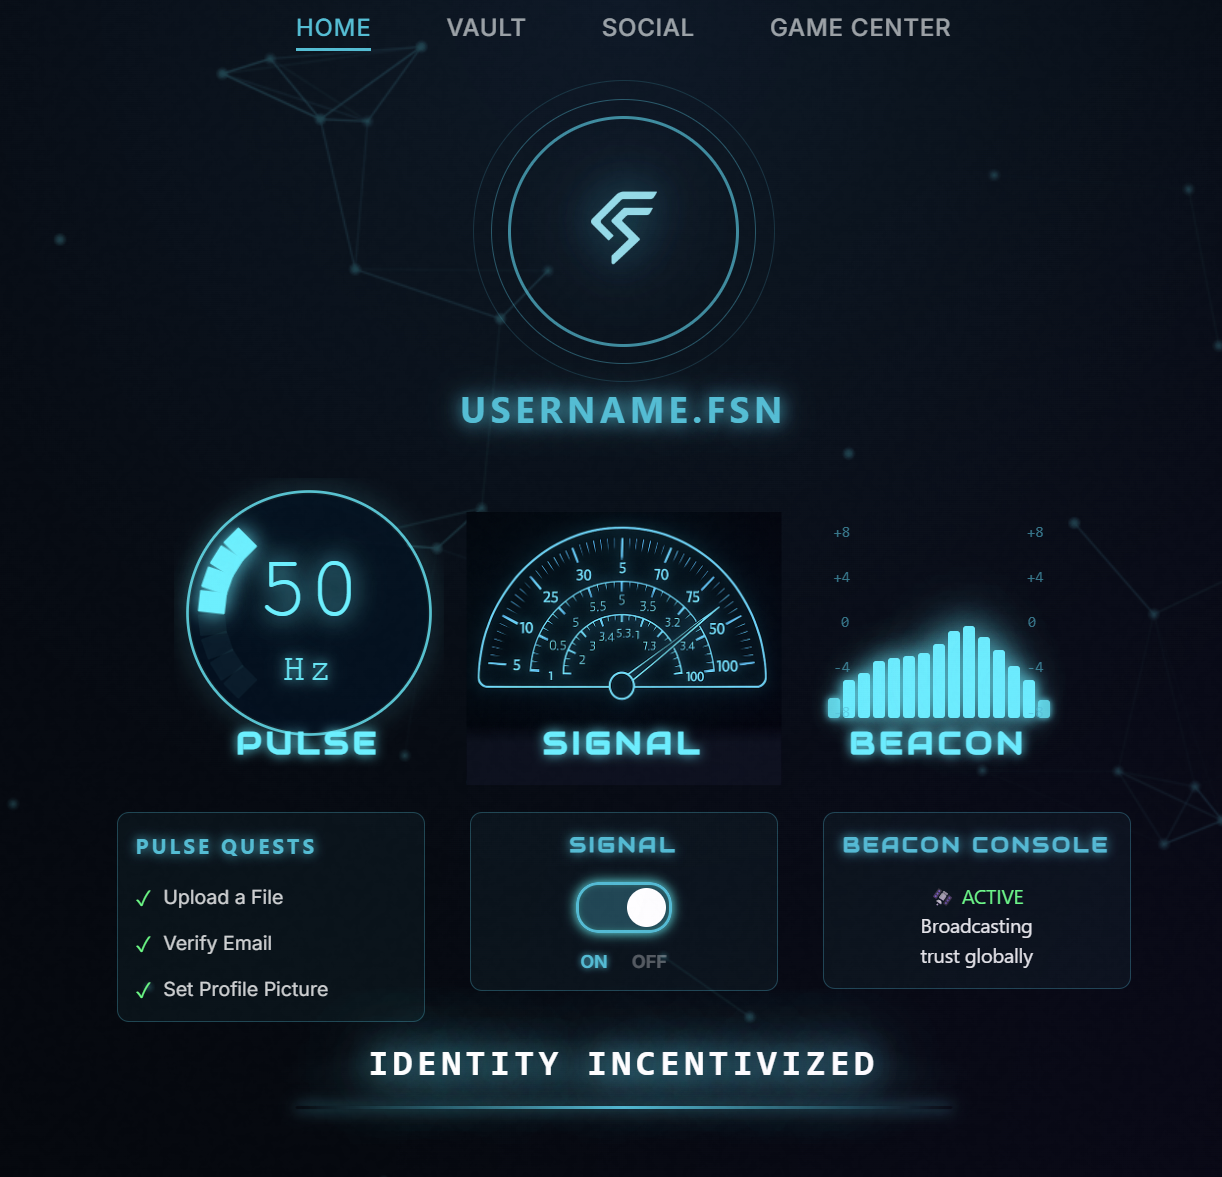 HOME VAULT SOCIAL GAME CENTER
USERNAME.FSN
50
Hz
PULSE
5 10 25 30 5 70 75 50 100
0.5 5 5.5 5 3.5 3.2 3.4
1 2 3 3.4 5.3.1 7.3 100
SIGNAL
+8 +8
+4 +4
0 0
-4 -4
BEACON
PULSE QUESTS
✓ Upload a File
✓ Verify Email
✓ Set Profile Picture
SIGNAL
ON OFF
BEACON CONSOLE
ACTIVE
Broadcasting
trust globally
IDENTITY INCENTIVIZED